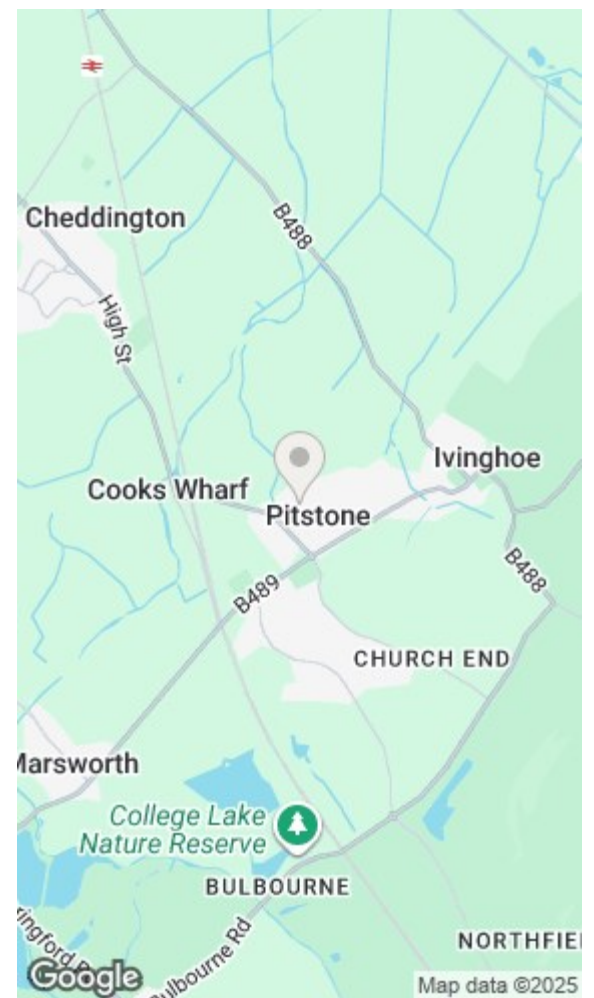 Cheddington
B488
High St
Ivinghoe
Cooks Wharf
Pitstone
B488
B489
CHURCH END
Marsworth
College Lake
Nature Reserve
BULBOURNE
Bulbourne Rd
NORTHFIE
Google
Map data ©2025